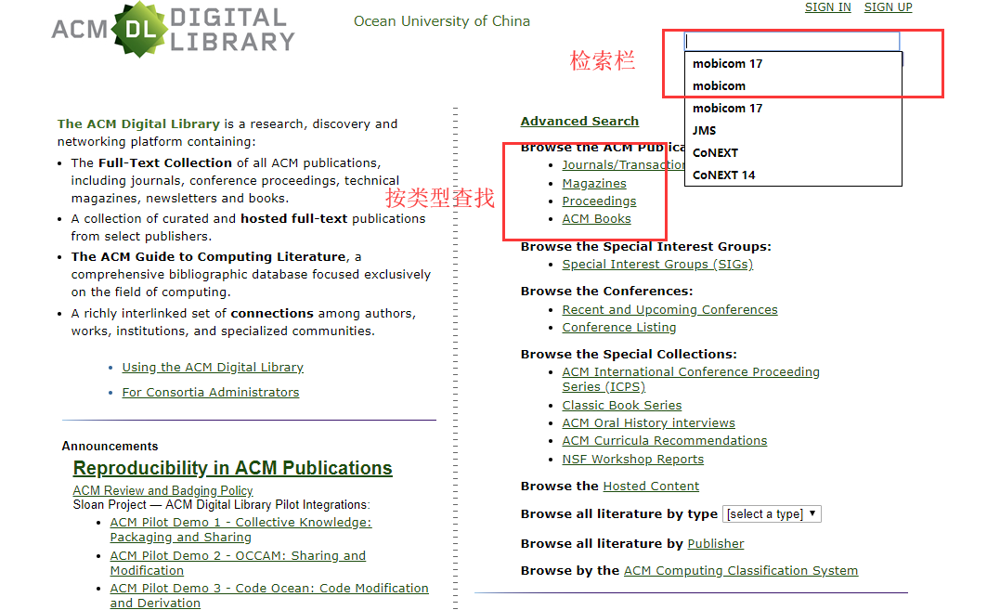 SIGN IN SIGN UP
ACM DL DIGITAL LIBRARY
Ocean University of China
检索栏
mobicom 17
mobicom
mobicom 17
JMS
CoNEXT
CoNEXT 14
The ACM Digital Library is a research, discovery and
networking platform containing:
The Full-Text Collection of all ACM publications,
including journals, conference proceedings, technical
magazines, newsletters and books.
A collection of curated and hosted full-text publications
from select publishers.
The ACM Guide to Computing Literature, a
comprehensive bibliographic database focused exclusively
on the field of computing.
A richly interlinked set of connections among authors,
works, institutions, and specialized communities.
Using the ACM Digital Library
For Consortia Administrators
Announcements
Reproducibility in ACM Publications
ACM Review and Badging Policy
Sloan Project — ACM Digital Library Pilot Integrations:
ACM Pilot Demo 1 - Collective Knowledge:
Packaging and Sharing
ACM Pilot Demo 2 - OCCAM: Sharing and
Modification
ACM Pilot Demo 3 - Code Ocean: Code Modification
and Derivation
按类型查找
Advanced Search
Browse the ACM Publica
Journals/Transaction
Magazines
Proceedings
ACM Books
Browse the Special Interest Groups:
Special Interest Groups (SIGs)
Browse the Conferences:
Recent and Upcoming Conferences
Conference Listing
Browse the Special Collections:
ACM International Conference Proceeding
Series (ICPS)
Classic Book Series
ACM Oral History interviews
ACM Curricula Recommendations
NSF Workshop Reports
Browse the Hosted Content
Browse all literature by type [select a type]
Browse all literature by Publisher
Browse by the ACM Computing Classification System